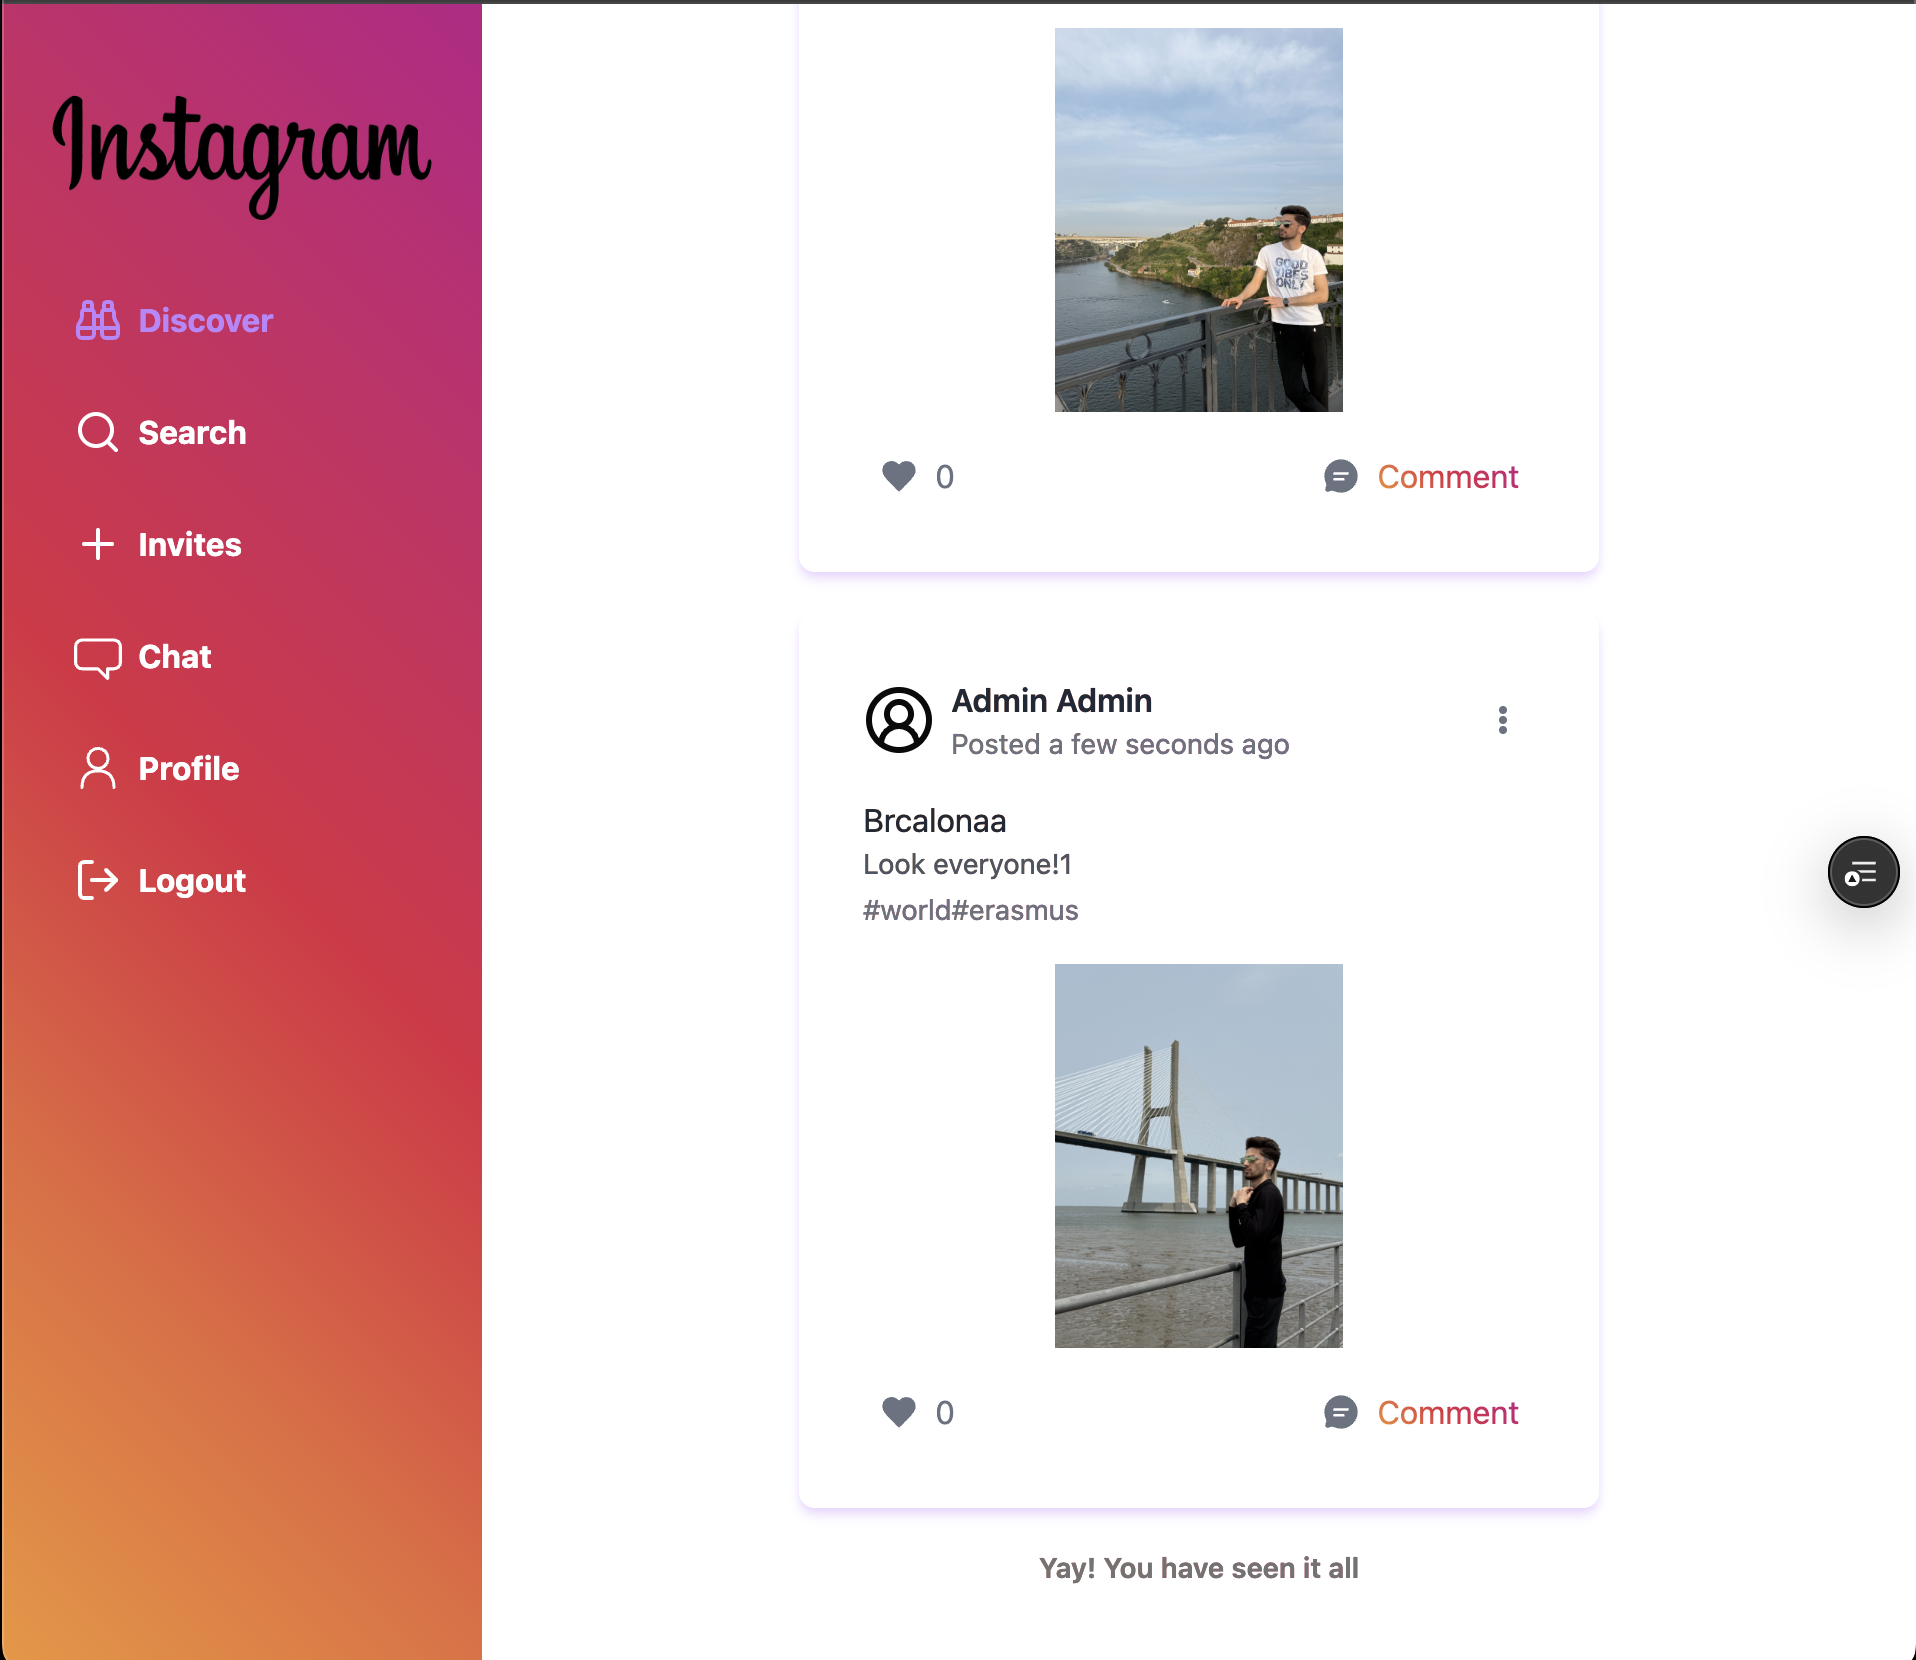 Instagram
Discover
Search
Invites
Chat
Profile
Logout
GOOD
VIBES
ONLY
0
Comment
Admin Admin
Posted a few seconds ago
Brcalonaa
Look everyone!1
#world#erasmus
0
Comment
Yay! You have seen it all